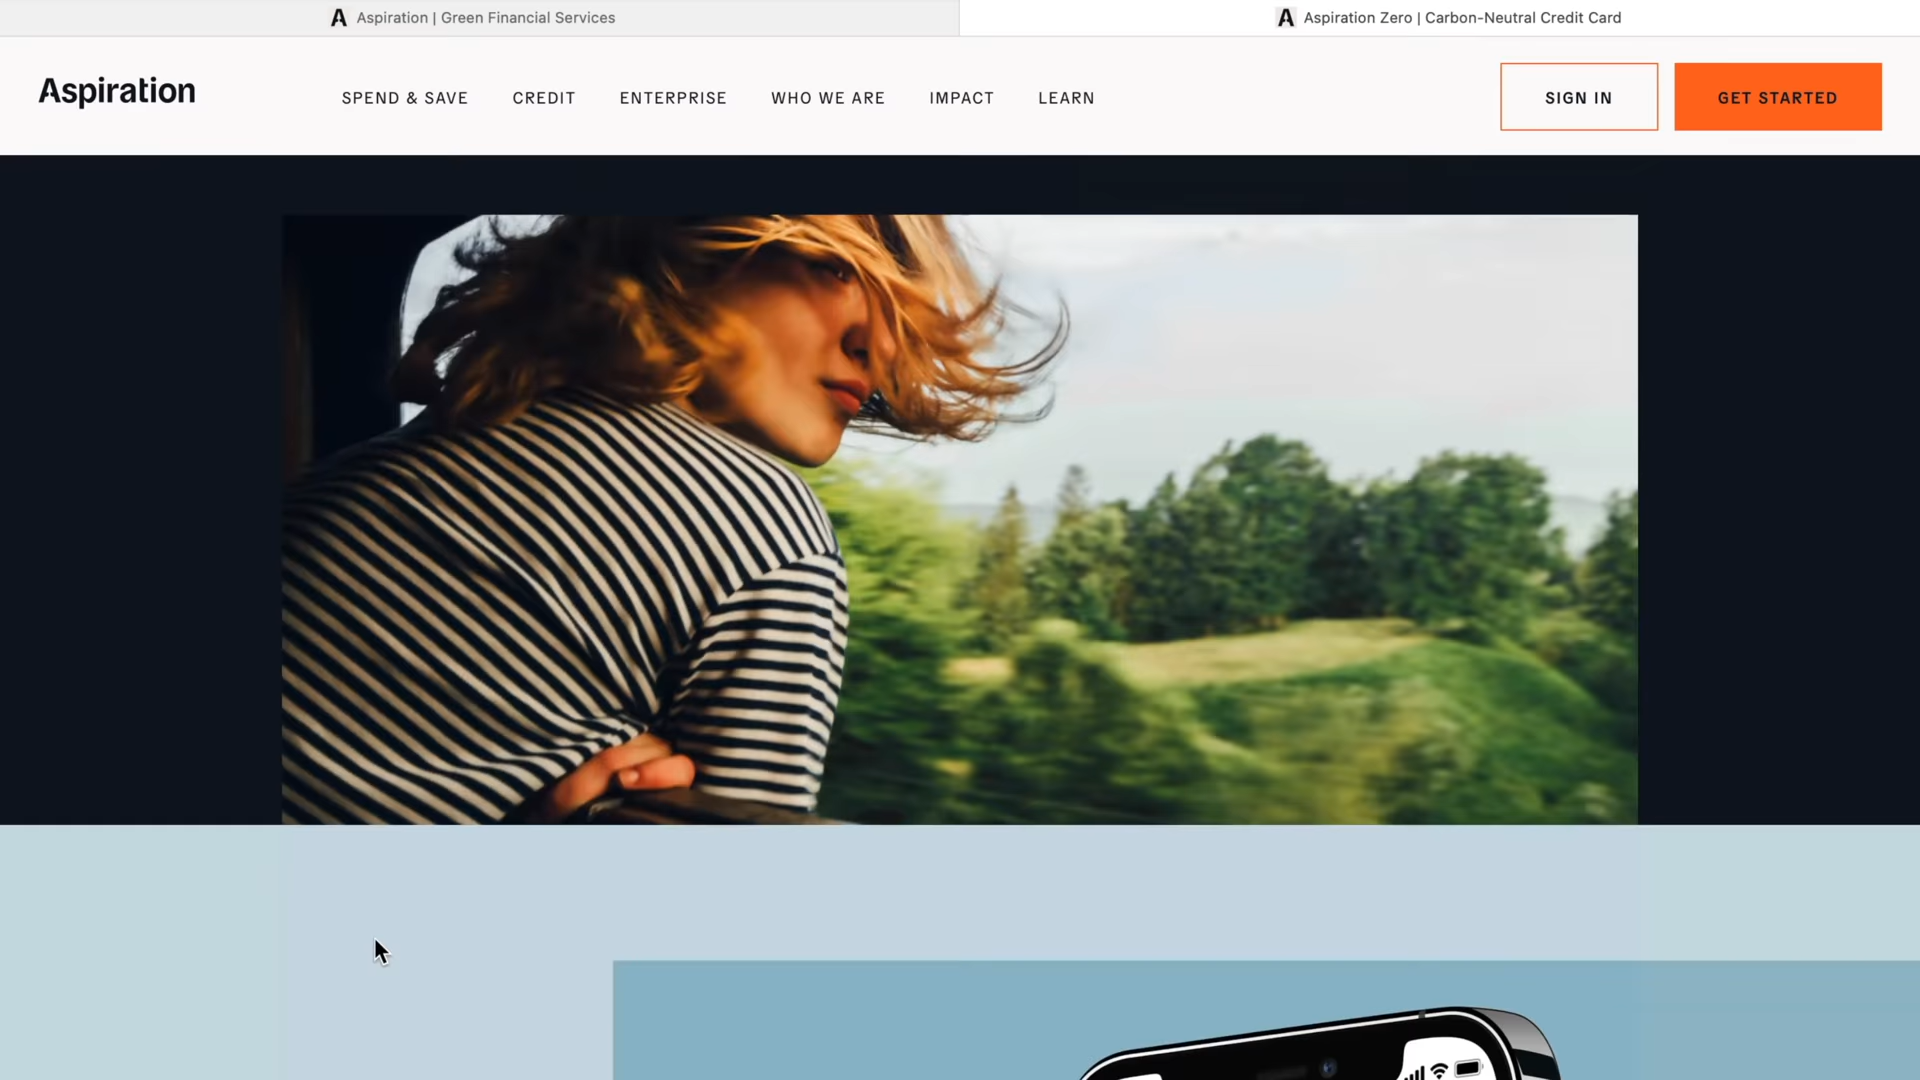 Aspiration | Green Financial Services
Aspiration Zero | Carbon-Neutral Credit Card
Aspiration
SPEND & SAVE
CREDIT
ENTERPRISE
WHO WE ARE
IMPACT
LEARN
SIGN IN
GET STARTED